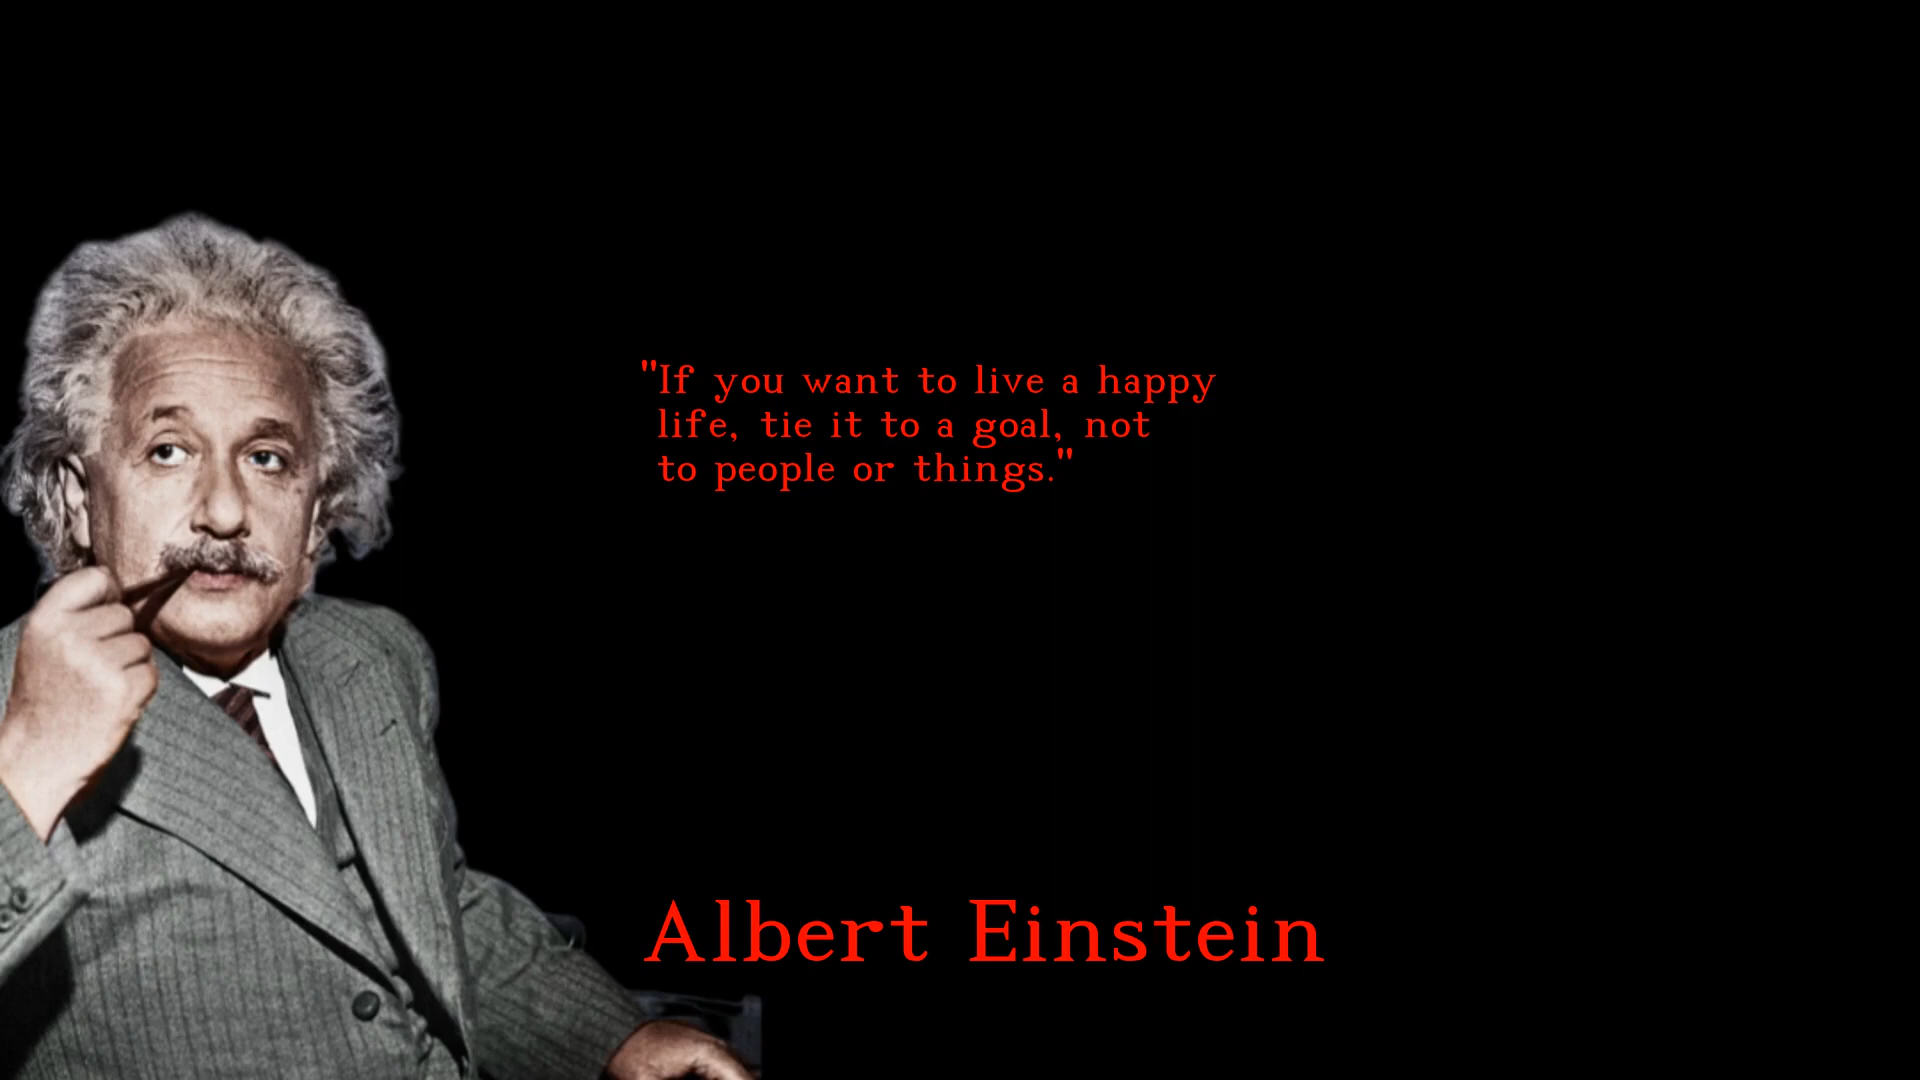 "If you want to live a happy
life, tie it to a goal, not
to people or things."
Albert Einstein